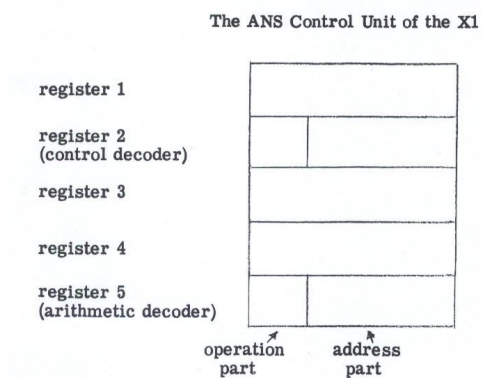 The ANS Control Unit of the X1
register 1
register 2
(control decoder)
register 3
register 4
register 5
(arithmetic decoder)
operation address
part part